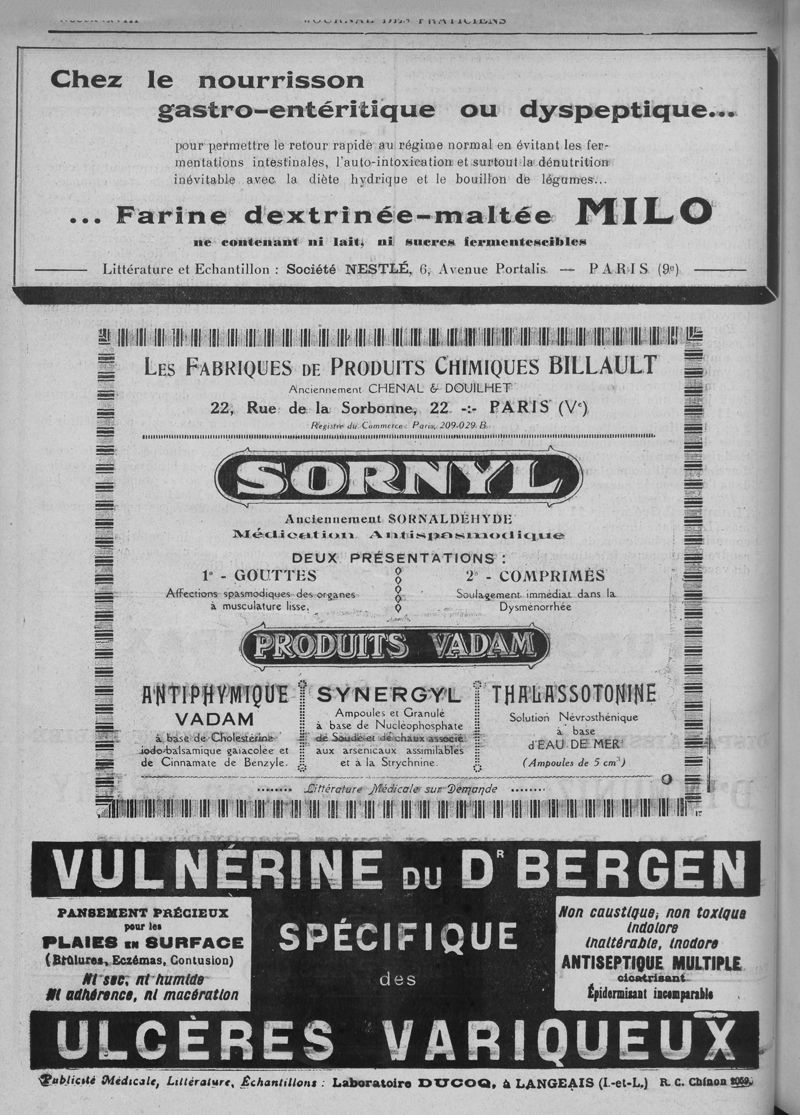 JOURNAL DES PRATICIENS
Chez le nourrisson
gastro-entéritique ou dyspeptique...
pour permettre le retour rapide au régime normal en évitant les fer-
mentations intestinales, l'auto-intoxication et surtout la dénutrition
inévitable avec la diète hydrique et le bouillon de légumes...
... Farine dextrinée-maltée MILO
ne contenant ni lait, ni sucres fermentescibles
Littérature et Echantillon : Société NESTLÉ, 6, Avenue Portalis — PARIS (9e)
LES FABRIQUES DE PRODUITS CHIMIQUES BILLAULT
Anciennement CHENAL & DOUILHET
22, Rue de la Sorbonne, 22 -:- PARIS (Ve)
Registre du Commerce: Paris, 209-029 B.
SORNYL
Anciennement SORNALDÉHYDE
Médication Antispasmodique
DEUX PRÉSENTATIONS :
1° - GOUTTES
Affections spasmodiques des organes
à musculature lisse.
2° - COMPRIMÉS
Soulagement immédiat dans la
Dysménorrhée
PRODUITS VADAM
ANTIPHYMIQUE
VADAM
à base de Cholestérine
iodo-balsamique gaïacolée et
de Cinnamate de Benzyle.
SYNERGYL
Ampoules et Granulé
à base de Nucléophosphate
de Soude et de chaux associé
aux arsenicaux assimilables
et à la Strychnine.
THALASSOTONINE
Solution Névrosthénique
à base
d'EAU DE MER
(Ampoules de 5 cm³)
Littérature Médicale sur Demande
VULNÉRINE DU DR BERGEN
PANSEMENT PRÉCIEUX
pour les
PLAIES EN SURFACE
(Brûlures, Eczémas, Contusion)
Ni sec, ni humide
Ni adhérence, ni macération
SPÉCIFIQUE
des
Non caustique, non toxique
indolore
inaltérable, inodore
ANTISEPTIQUE MULTIPLE
cicatrisant
Épidermisant incomparable
ULCÈRES VARIQUEUX
Publicité Médicale, Littérature, Échantillons : Laboratoire DUCOQ, à LANGEAIS (I.-et-L.) R. C. Chinon 2059.